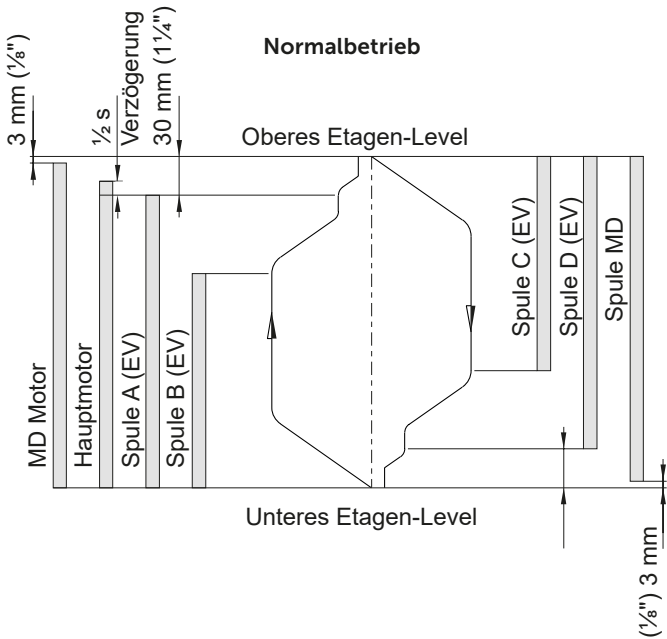 Normalbetrieb
3 mm (⅛")
½ s
Verzögerung
30 mm (1¼")
Oberes Etagen-Level
MD Motor
Hauptmotor
Spule A (EV)
Spule B (EV)
Spule C (EV)
Spule D (EV)
Spule MD
Unteres Etagen-Level
(⅛") 3 mm